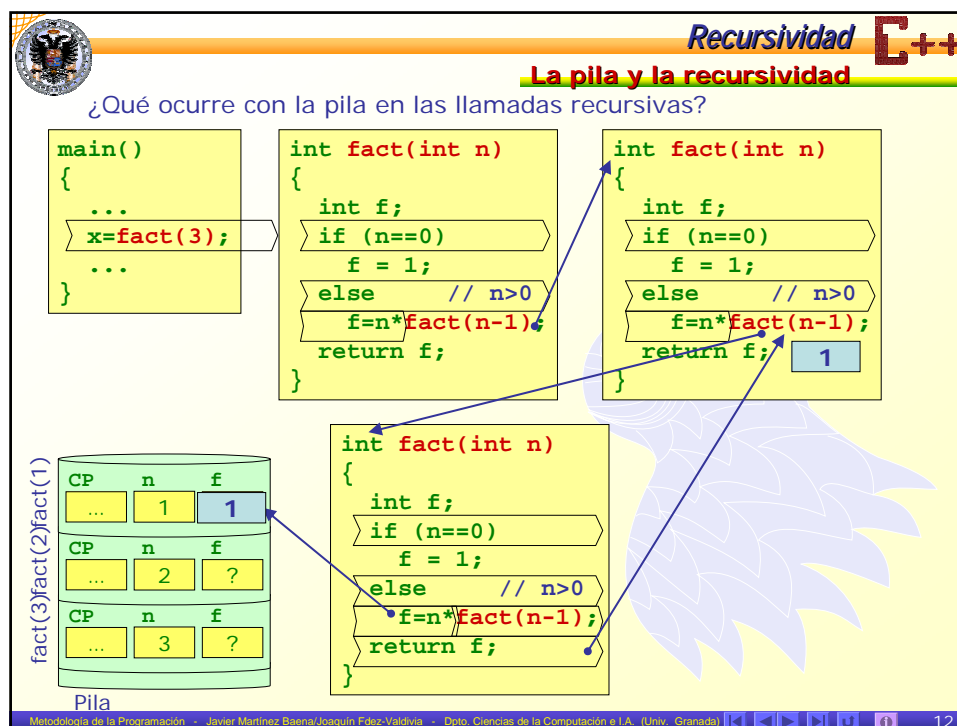 Recursividad
C++
La pila y la recursividad
¿Qué ocurre con la pila en las llamadas recursivas?
main()
{
...
x=fact(3);
...
}
int fact(int n)
{
int f;
if (n==0)
f = 1;
else // n>0
f=n*fact(n-1);
return f;
}
int fact(int n)
{
int f;
if (n==0)
f = 1;
else // n>0
f=n*fact(n-1);
return f;
1
}
int fact(int n)
{
int f;
if (n==0)
f = 1;
else // n>0
f=n*fact(n-1);
return f;
}
fact(3)fact(2)fact(1)
CP n f
... 1 1
CP n f
... 2 ?
CP n f
... 3 ?
Pila
Metodología de la Programación - Javier Martínez Baena/Joaquín Fdez-Valdivia - Dpto. Ciencias de la Computación e I.A. (Univ. Granada) 12